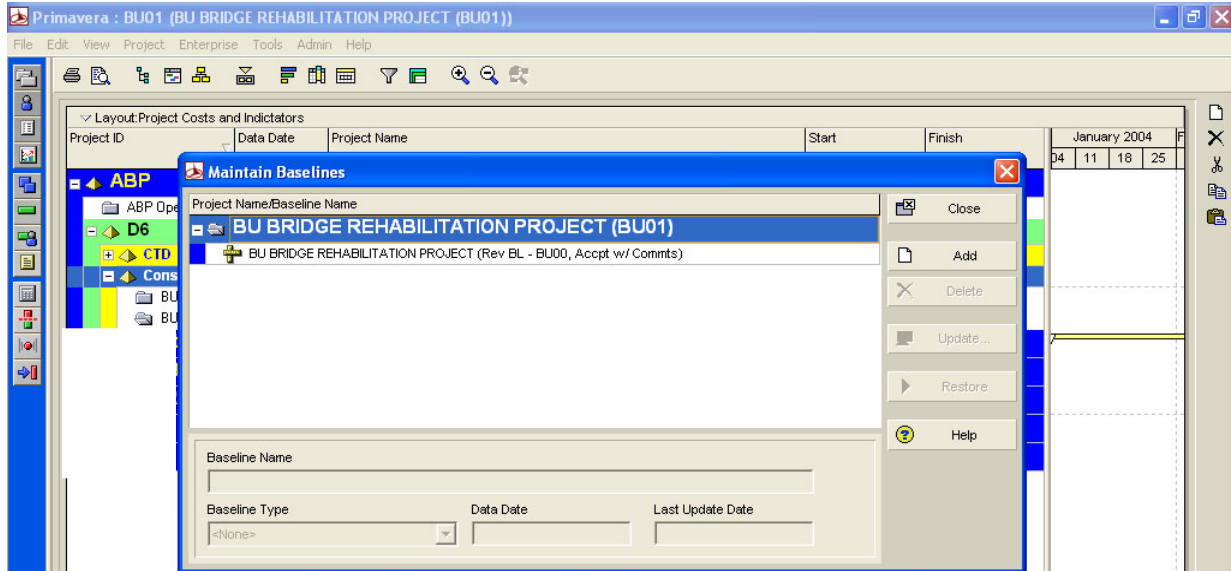 Primavera : BU01 (BU BRIDGE REHABILITATION PROJECT (BU01))
File Edit View Project Enterprise Tools Admin Help
Layout:Project Costs and Indictators
Project ID Data Date Project Name Start Finish January 2004 F
04 11 18 25
Maintain Baselines
ABP
Project Name/Baseline Name Close
ABP Ope
BU BRIDGE REHABILITATION PROJECT (BU01)
D6
BU BRIDGE REHABILITATION PROJECT (Rev BL - BU00, Accpt w/ Commts) Add
CTD
Cons
BU Delete
BU
Update...
Restore
Help
Baseline Name
Baseline Type Data Date Last Update Date
<None>